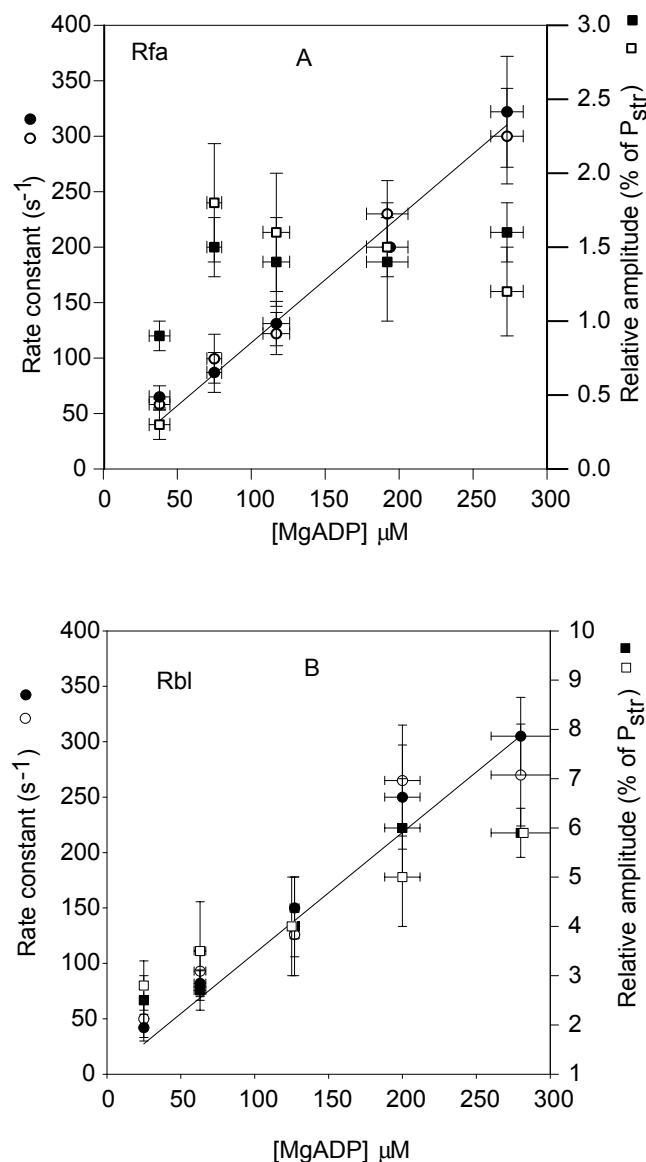 Rfa
A
Rate constant (s⁻¹)
400
350
300
250
200
150
100
50
0
3.0
2.5
2.0
1.5
1.0
0.5
0.0
Relative amplitude (% of Pstr)
0 50 100 150 200 250 300
[MgADP] µM
Rbl
B
Rate constant (s⁻¹)
400
350
300
250
200
150
100
50
0
10
9
8
7
6
5
4
3
2
1
Relative amplitude (% of Pstr)
0 50 100 150 200 250 300
[MgADP] µM